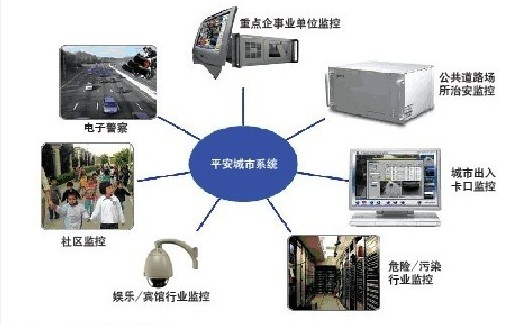 重点企事业单位监控
公共道路场
所治安监控
电子警察
平安城市系统
城市出入
卡口监控
社区监控
危险/污染
行业监控
娱乐/宾馆行业监控